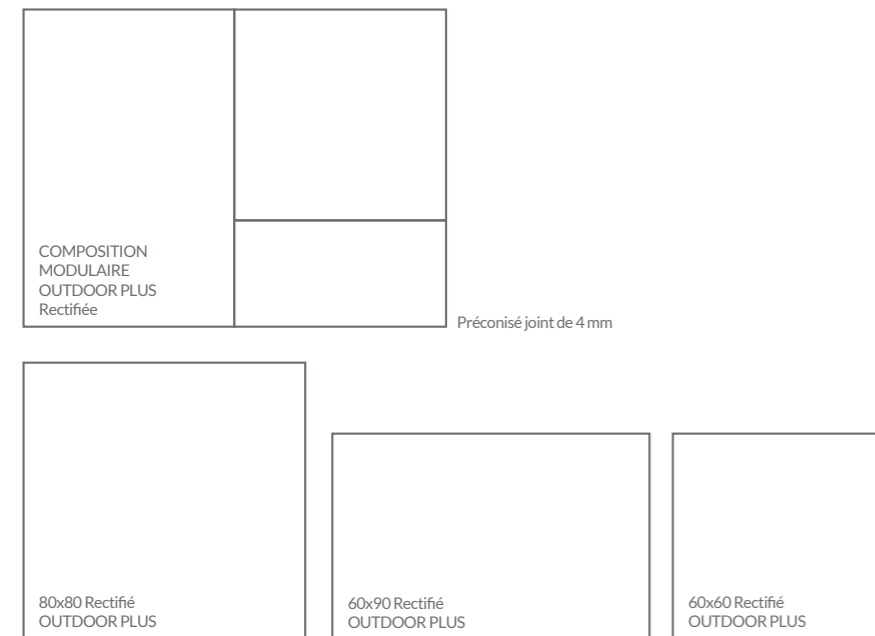 COMPOSITION
MODULAIRE
OUTDOOR PLUS
Rectifiée
Préconisé joint de 4 mm
80x80 Rectifié
OUTDOOR PLUS
60x90 Rectifié
OUTDOOR PLUS
60x60 Rectifié
OUTDOOR PLUS